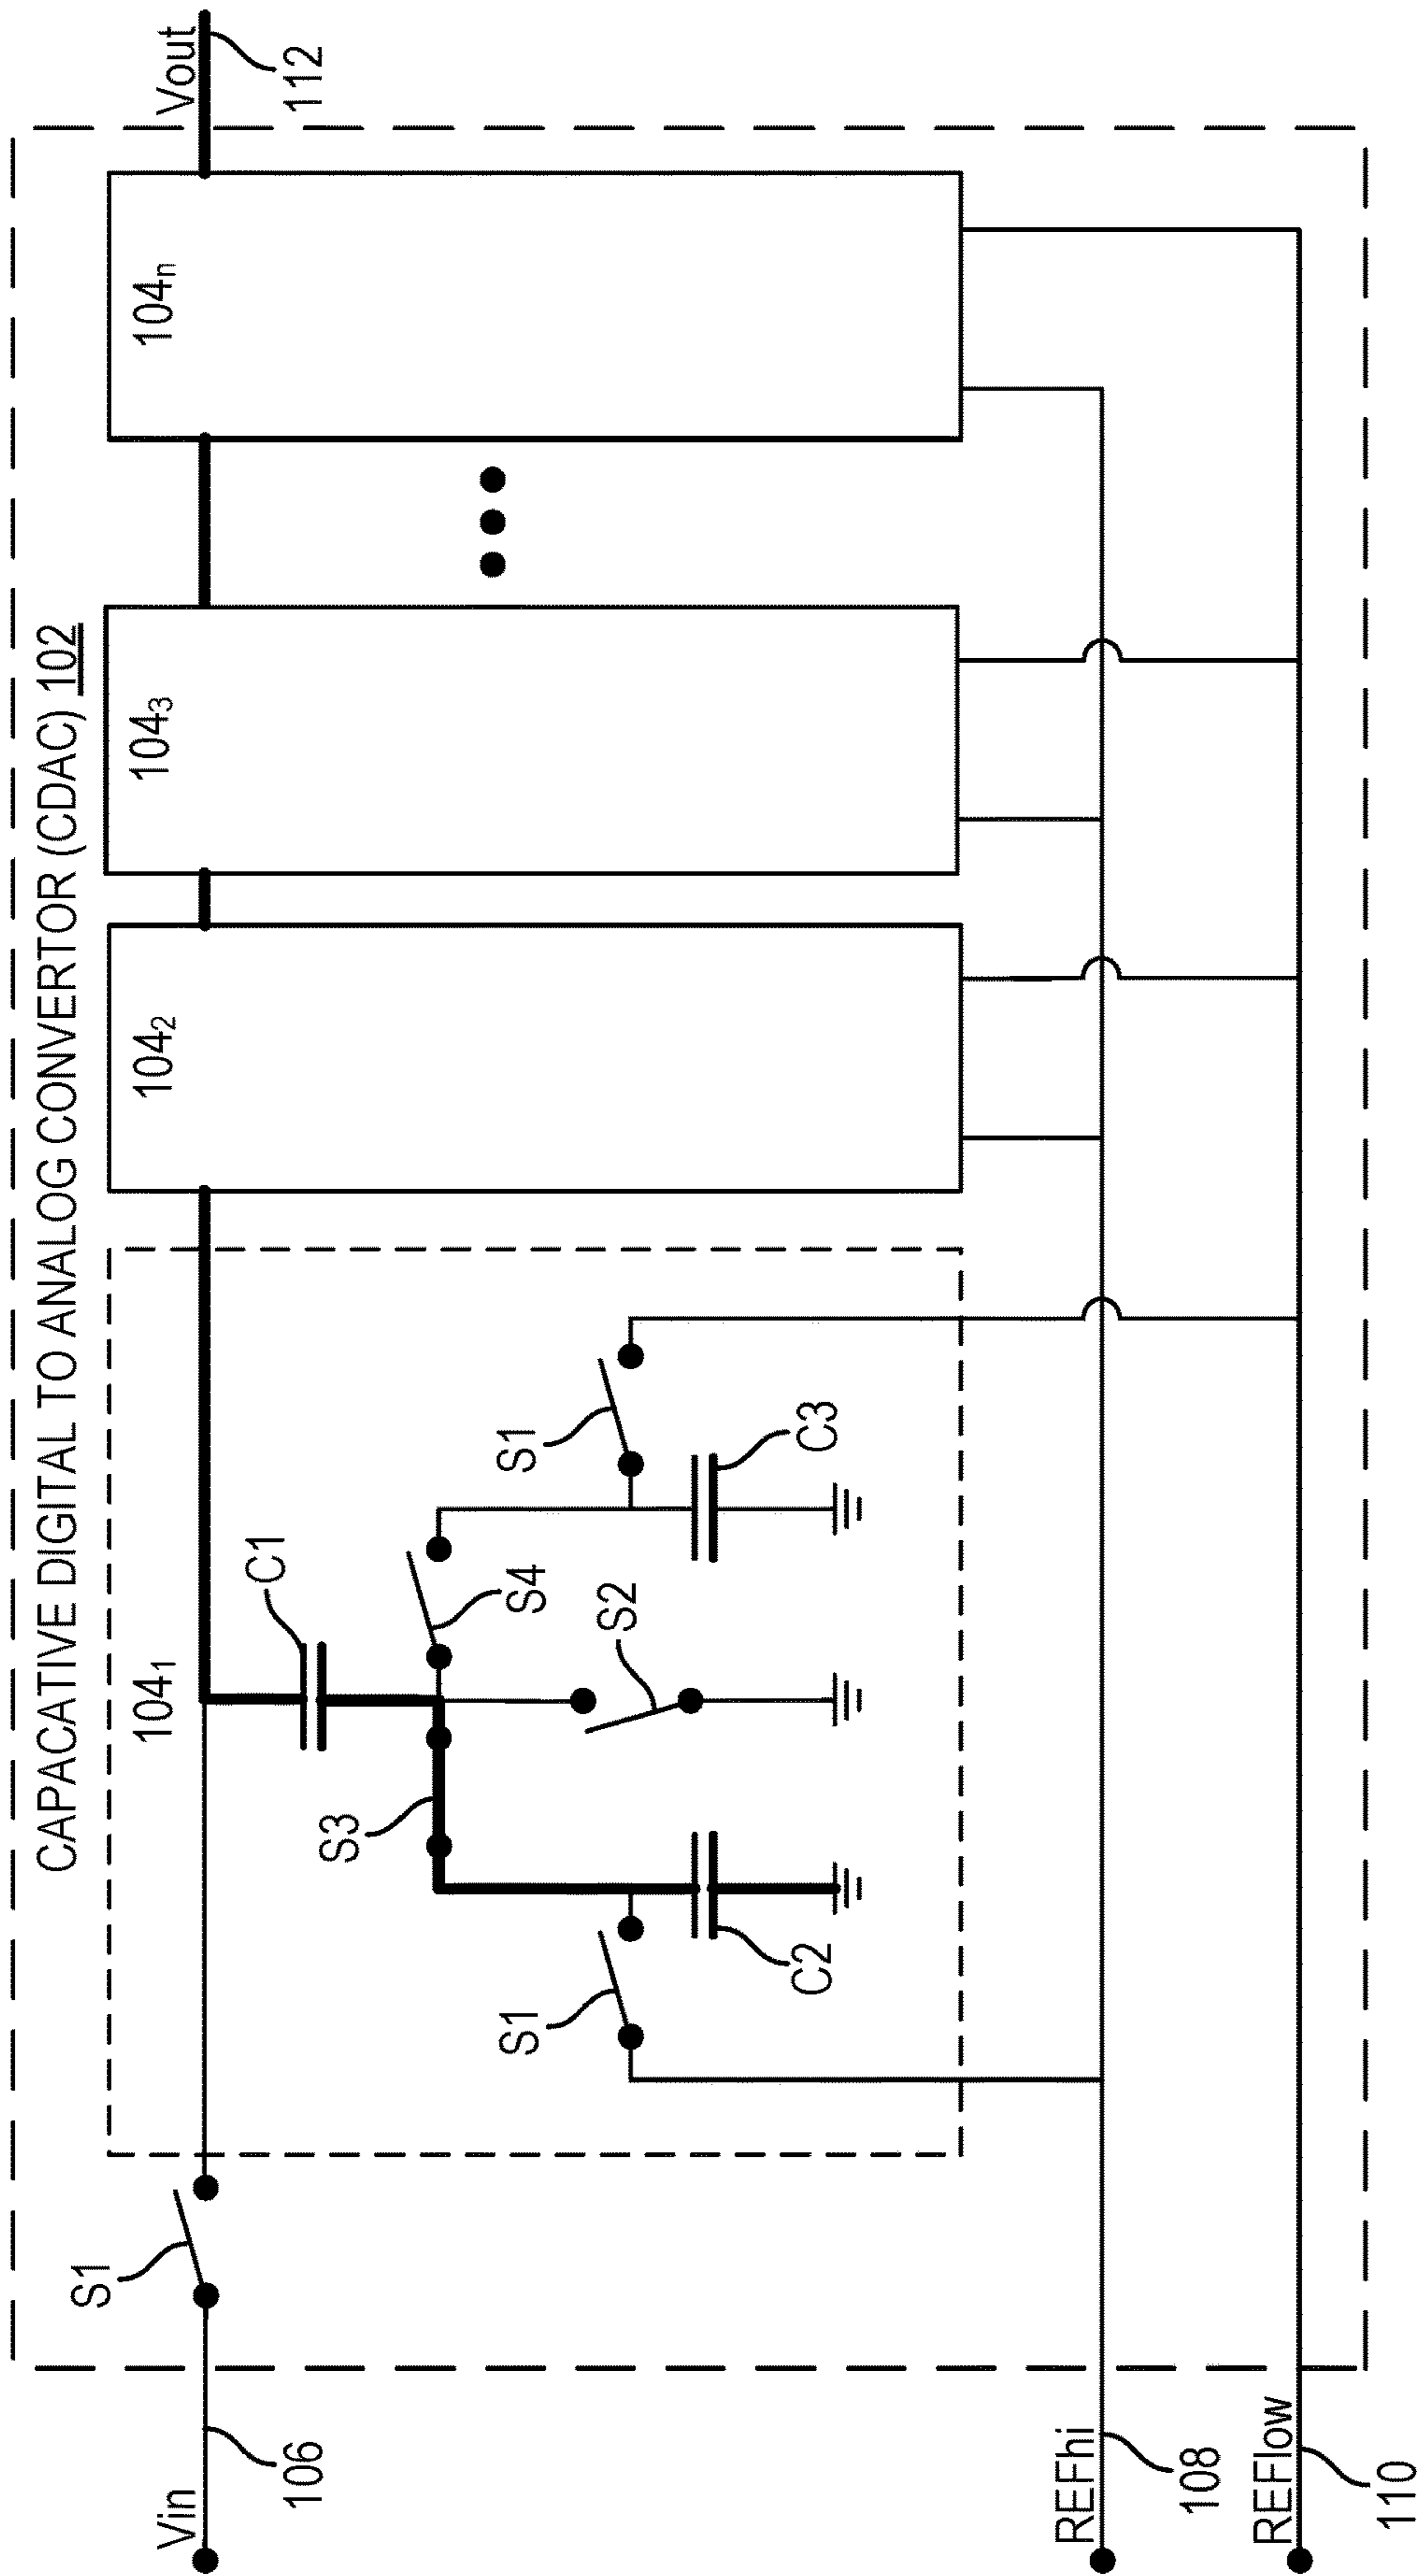 CAPACATIVE DIGITAL TO ANALOG CONVERTOR (CDAC) 102
Vin
106
S1
104₁
C1
S3
S4
S2
S1
C2
S1
C3
104₂
104₃
104ₙ
Vout
112
REFhi
108
REFlow
110